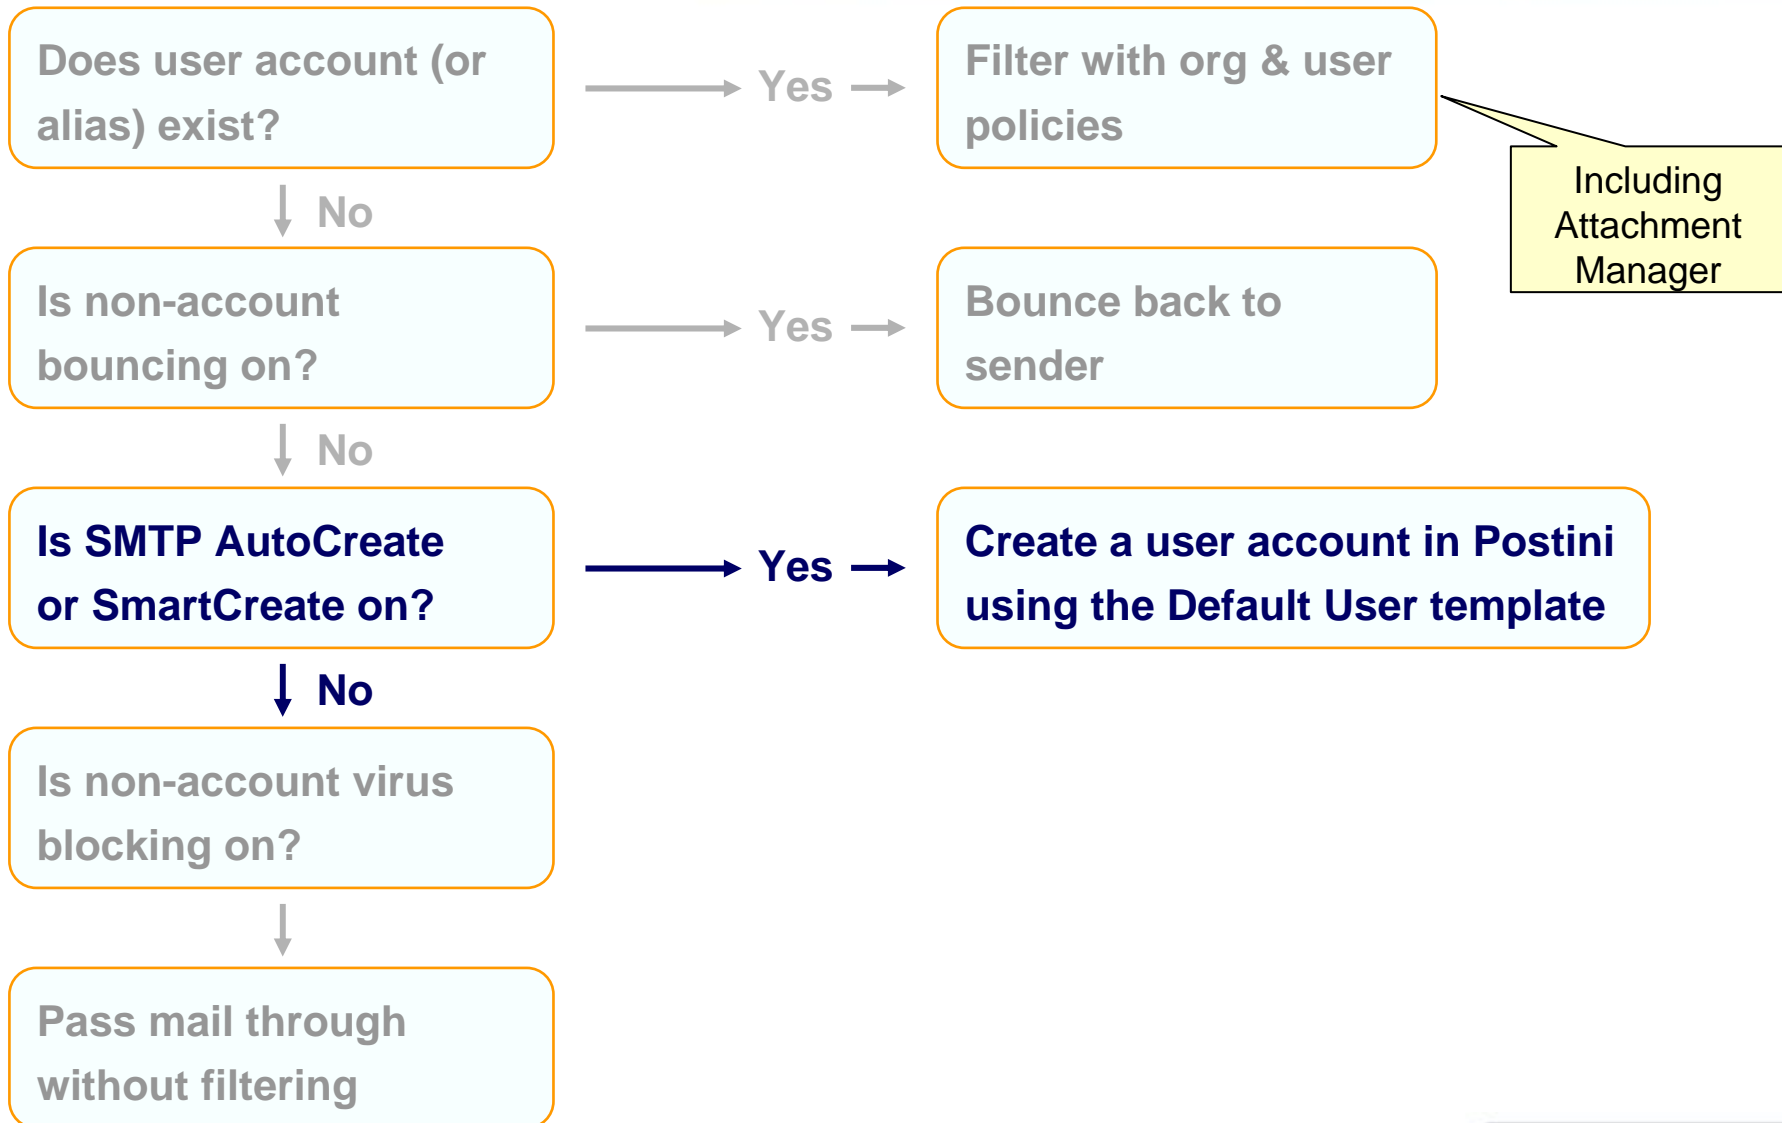 Does user account (or
alias) exist?
Yes
Filter with org & user
policies
Including
Attachment
Manager
No
Is non-account
bouncing on?
Yes
Bounce back to
sender
No
Is SMTP AutoCreate
or SmartCreate on?
Yes
Create a user account in Postini
using the Default User template
No
Is non-account virus
blocking on?
Pass mail through
without filtering